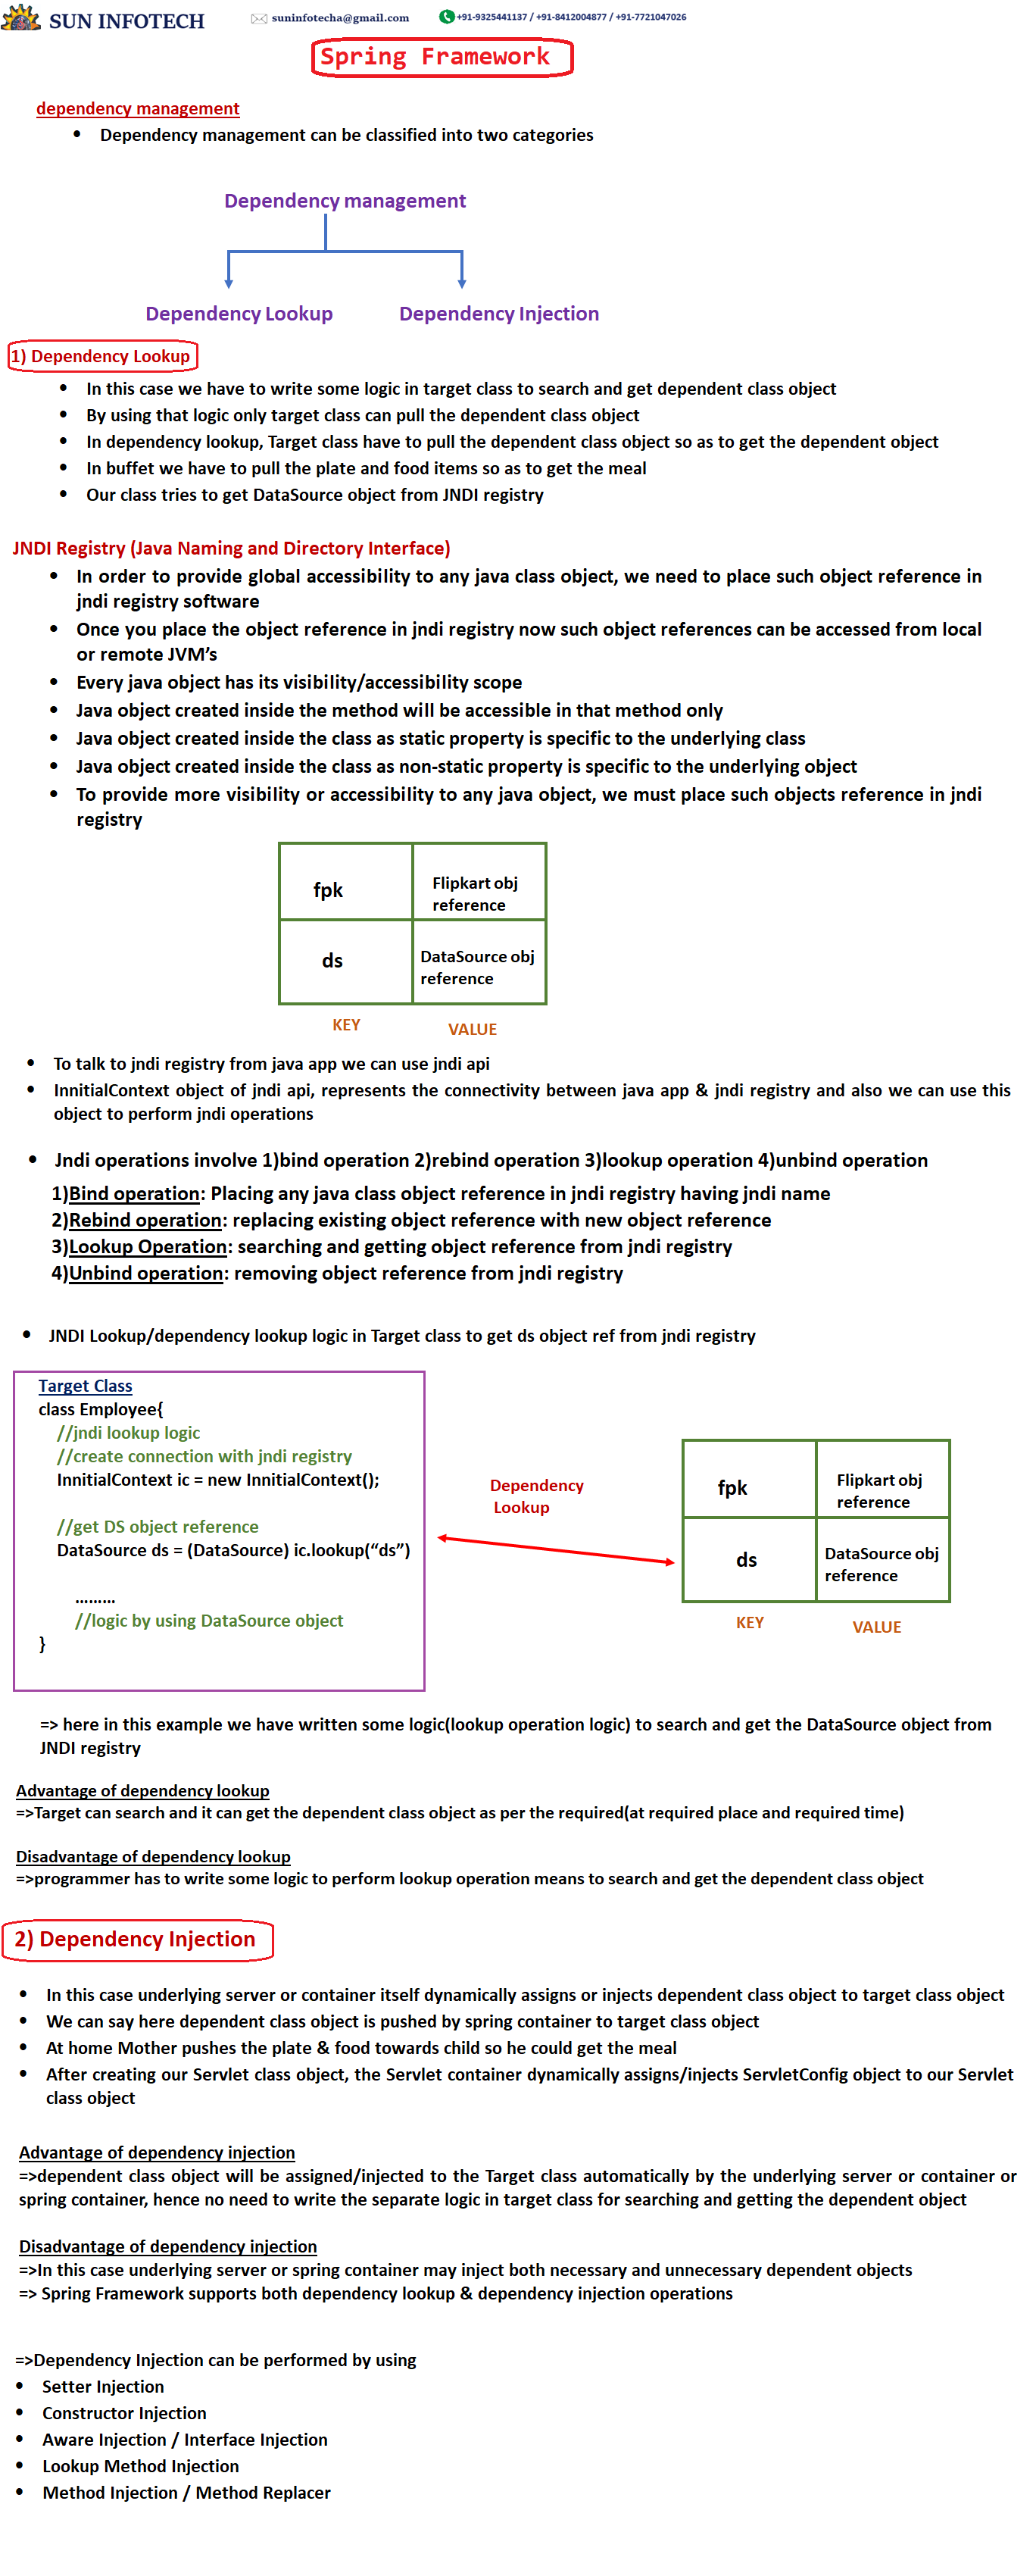 SUN INFOTECH
suninfotecha@gmail.com
+91-9325441137 / +91-8412004877 / +91-7721047026
Spring Framework
dependency management
• Dependency management can be classified into two categories
Dependency management
Dependency Lookup
Dependency Injection
1) Dependency Lookup
• In this case we have to write some logic in target class to search and get dependent class object
• By using that logic only target class can pull the dependent class object
• In dependency lookup, Target class have to pull the dependent class object so as to get the dependent object
• In buffet we have to pull the plate and food items so as to get the meal
• Our class tries to get DataSource object from JNDI registry
JNDI Registry (Java Naming and Directory Interface)
• In order to provide global accessibility to any java class object, we need to place such object reference in
jndi registry software
• Once you place the object reference in jndi registry now such object references can be accessed from local
or remote JVM’s
• Every java object has its visibility/accessibility scope
• Java object created inside the method will be accessible in that method only
• Java object created inside the class as static property is specific to the underlying class
• Java object created inside the class as non-static property is specific to the underlying object
• To provide more visibility or accessibility to any java object, we must place such objects reference in jndi
registry
fpk
Flipkart obj
reference
ds
DataSource obj
reference
KEY
VALUE
• To talk to jndi registry from java app we can use jndi api
• InnitialContext object of jndi api, represents the connectivity between java app & jndi registry and also we can use this
object to perform jndi operations
• Jndi operations involve 1)bind operation 2)rebind operation 3)lookup operation 4)unbind operation
1)Bind operation: Placing any java class object reference in jndi registry having jndi name
2)Rebind operation: replacing existing object reference with new object reference
3)Lookup Operation: searching and getting object reference from jndi registry
4)Unbind operation: removing object reference from jndi registry
• JNDI Lookup/dependency lookup logic in Target class to get ds object ref from jndi registry
Target Class
class Employee{
//jndi lookup logic
//create connection with jndi registry
InnitialContext ic = new InnitialContext();
//get DS object reference
DataSource ds = (DataSource) ic.lookup(“ds”)
.........
//logic by using DataSource object
}
Dependency
Lookup
fpk
Flipkart obj
reference
ds
DataSource obj
reference
KEY
VALUE
=> here in this example we have written some logic(lookup operation logic) to search and get the DataSource object from
JNDI registry
Advantage of dependency lookup
=>Target can search and it can get the dependent class object as per the required(at required place and required time)
Disadvantage of dependency lookup
=>programmer has to write some logic to perform lookup operation means to search and get the dependent class object
2) Dependency Injection
• In this case underlying server or container itself dynamically assigns or injects dependent class object to target class object
• We can say here dependent class object is pushed by spring container to target class object
• At home Mother pushes the plate & food towards child so he could get the meal
• After creating our Servlet class object, the Servlet container dynamically assigns/injects ServletConfig object to our Servlet
class object
Advantage of dependency injection
=>dependent class object will be assigned/injected to the Target class automatically by the underlying server or container or
spring container, hence no need to write the separate logic in target class for searching and getting the dependent object
Disadvantage of dependency injection
=>In this case underlying server or spring container may inject both necessary and unnecessary dependent objects
=> Spring Framework supports both dependency lookup & dependency injection operations
=>Dependency Injection can be performed by using
• Setter Injection
• Constructor Injection
• Aware Injection / Interface Injection
• Lookup Method Injection
• Method Injection / Method Replacer